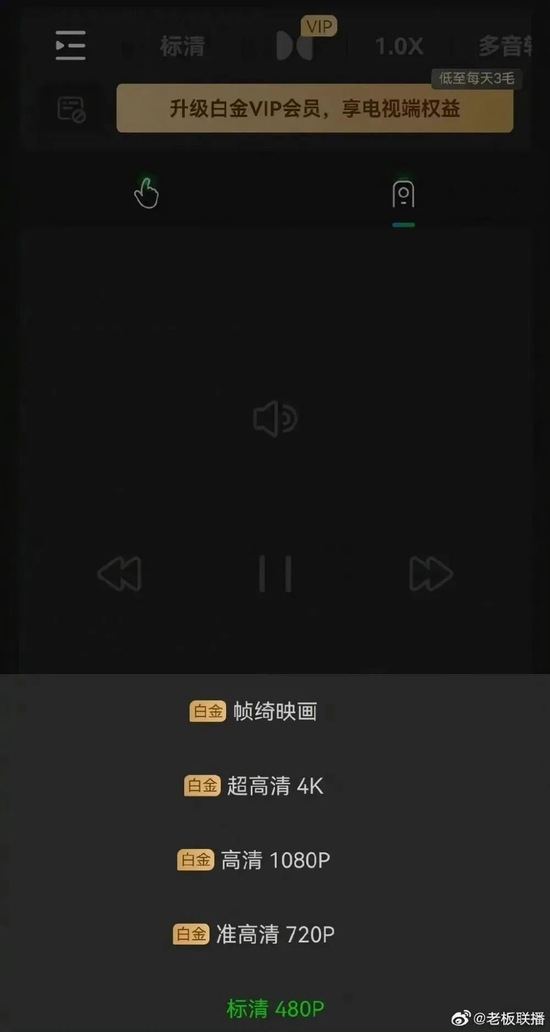 标清
VIP
1.0X
多音
低至每天3毛
升级白金VIP会员，享电视端权益
白金 帧绮映画
白金 超高清 4K
白金 高清 1080P
白金 准高清 720P
标清 480P
@老板联播